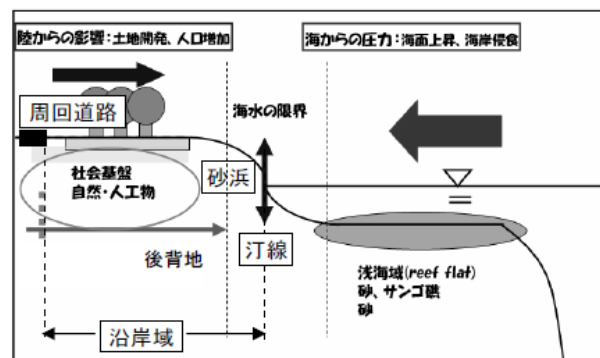 陸からの影響：土地開発、人口増加
海からの圧力：海面上昇、海岸侵食
周回道路
海水の限界
社会基盤
自然・人工物
砂浜
後背地
汀線
浅海域(reef flat)
砂、サンゴ礁
砂
沿岸域